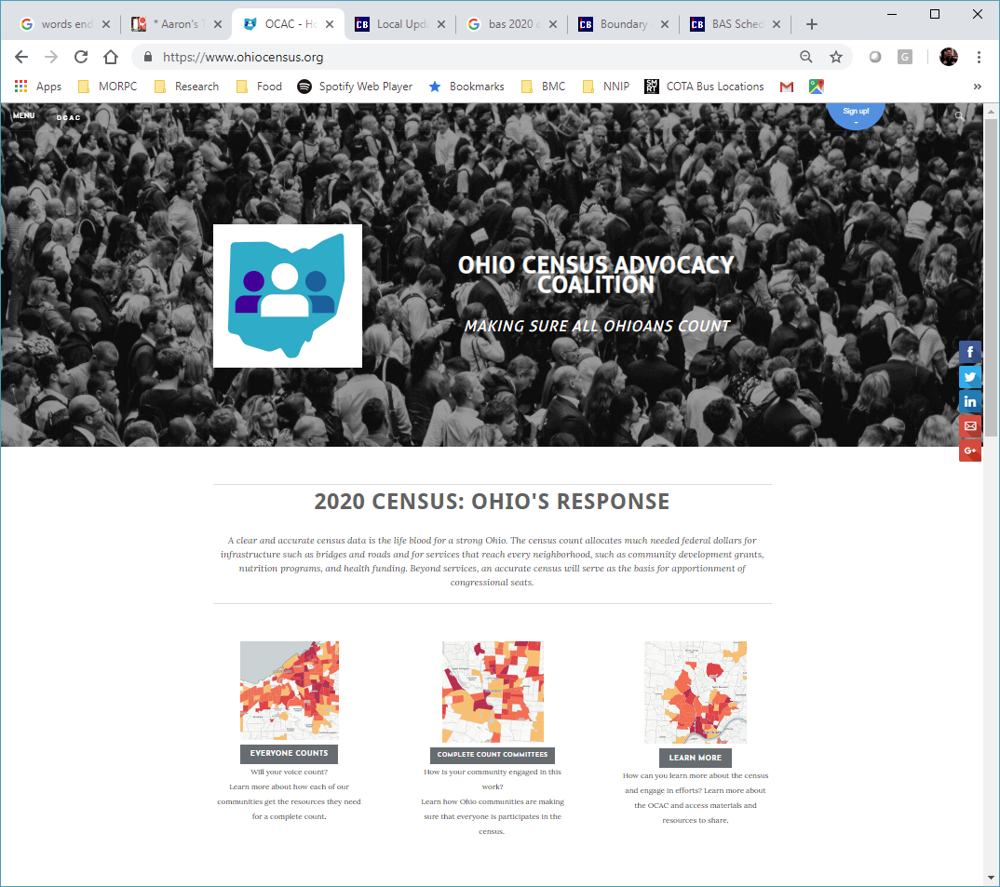 words end
* Aaron's T
OCAC - Ho
Local Upda
bas 2020 c
Boundary
BAS Sched
https://www.ohiocensus.org
G
Apps
MORPC
Research
Food
Spotify Web Player
Bookmarks
BMC
NNIP
SM
RT
COTA Bus Locations
»
MENU
OCAC
Sign up!
OHIO CENSUS ADVOCACY
COALITION
MAKING SURE ALL OHIOANS COUNT
2020 CENSUS: OHIO'S RESPONSE
A clear and accurate census data is the life blood for a strong Ohio. The census count allocates much needed federal dollars for
infrastructure such as bridges and roads and for services that reach every neighborhood, such as community development grants,
nutrition programs, and health funding. Beyond services, an accurate census will serve as the basis for apportionment of
congressional seats.
EVERYONE COUNTS
Will your voice count?
Learn more about how each of our
communities get the resources they need
for a complete count.
COMPLETE COUNT COMMITTEES
How is your community engaged in this
work?
Learn how Ohio communities are making
sure that everyone is participates in the
census.
LEARN MORE
How can you learn more about the census
and engage in efforts? Learn more about
the OCAC and access materials and
resources to share.